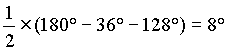 1/2 × (180° − 36° − 128°) = 8°